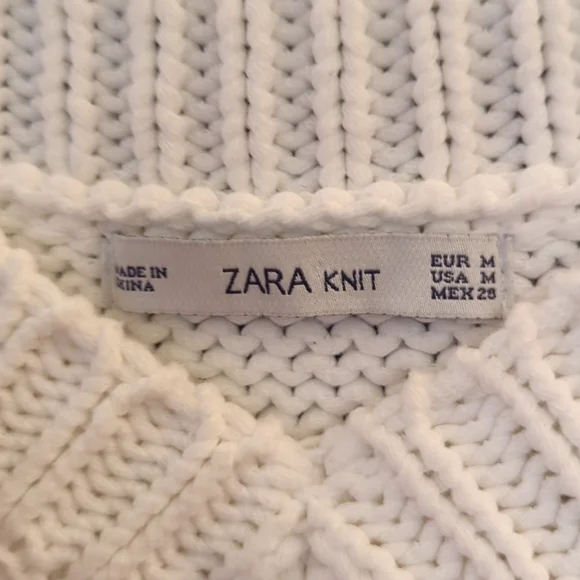 MADE IN
CHINA
ZARA KNIT
EUR M
USA M
MEX 28